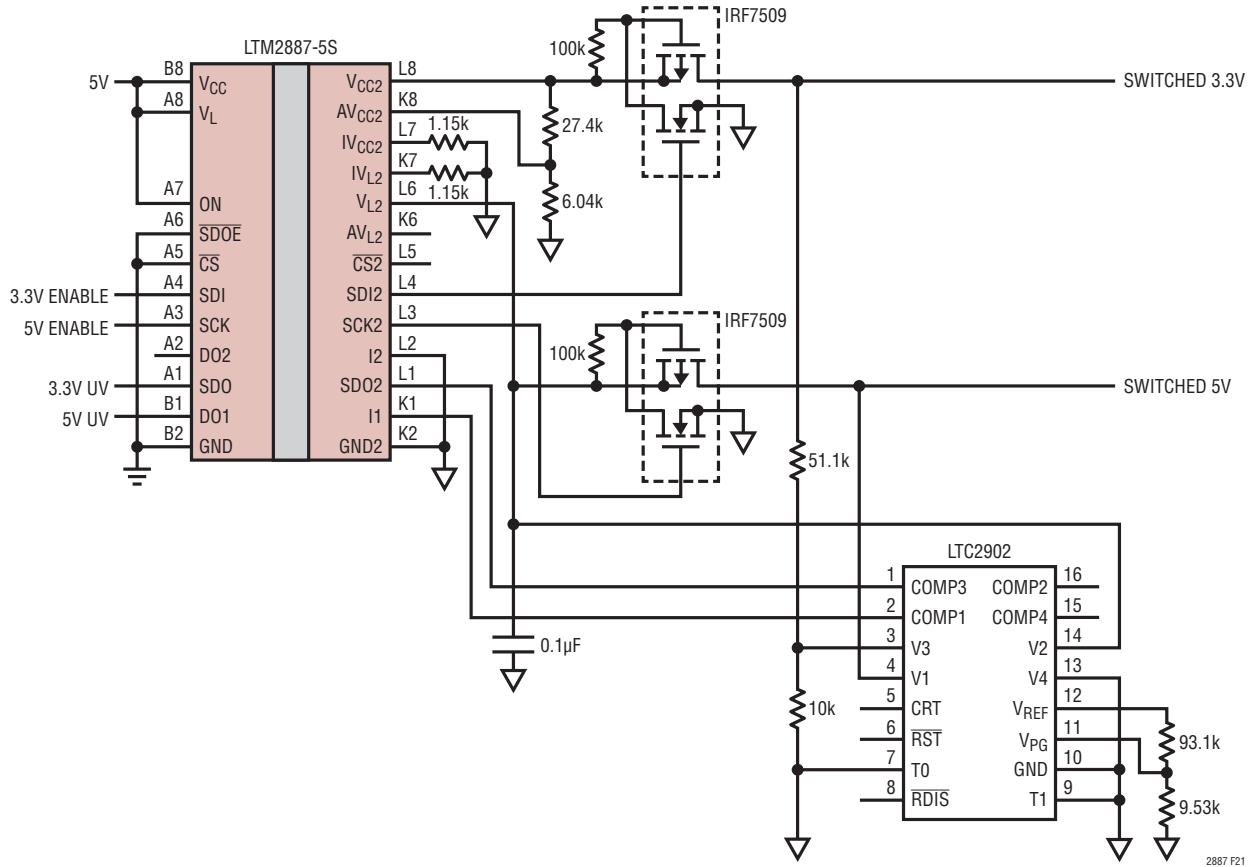 IRF7509
LTM2887-5S
100k
5V
B8
VCC
A8
VL
A7
ON
A6
SDOE
A5
CS
3.3V ENABLE
A4
SDI
5V ENABLE
A3
SCK
A2
DO2
3.3V UV
A1
SDO
5V UV
B1
DO1
B2
GND
VCC2
L8
AVCC2
K8
IVCC2
L7
1.15k
IVL2
K7
1.15k
VL2
L6
AVL2
K6
CS2
L5
SDI2
L4
SCK2
L3
I2
L2
SDO2
L1
I1
K1
GND2
K2
27.4k
6.04k
SWITCHED 3.3V
IRF7509
100k
SWITCHED 5V
51.1k
10k
0.1µF
LTC2902
1
COMP3
2
COMP1
3
V3
4
V1
5
CRT
6
RST
7
T0
8
RDIS
COMP2
16
COMP4
15
V2
14
V4
13
VREF
12
VPG
11
GND
10
T1
9
93.1k
9.53k
2887 F21